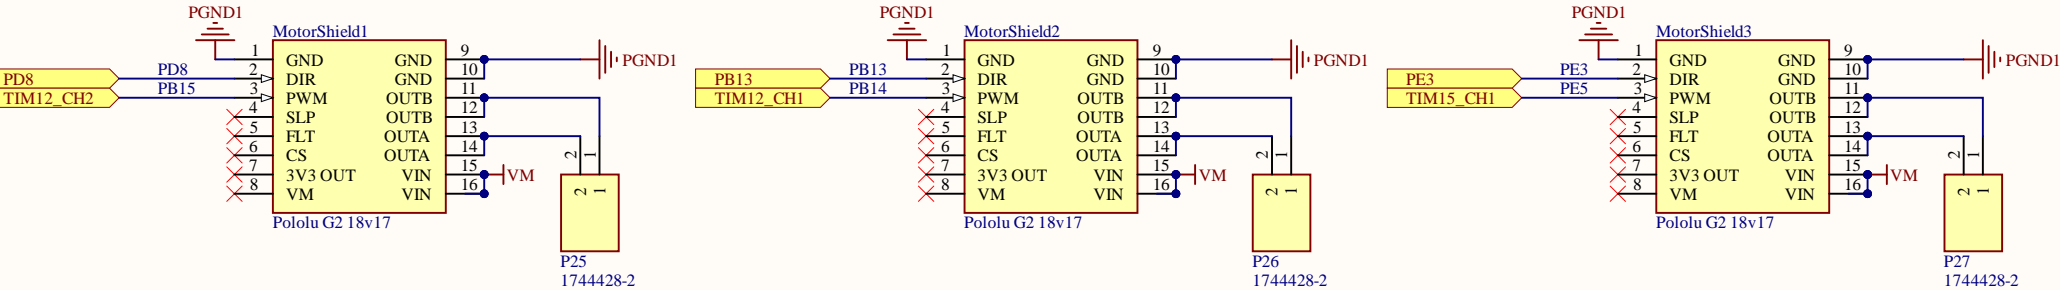 PGND1
MotorShield1
1 GND GND 9
PGND1
PD8 PD8 2 DIR GND 10
TIM12_CH2 PB15 3 PWM OUTB 11
4 SLP OUTB 12
5 FLT OUTA 13
6 CS OUTA 14
7 3V3 OUT VIN 15
VM
8 VM VIN 16
Pololu G2 18v17
2 1
2 1
P25
1744428-2
PGND1
MotorShield2
1 GND GND 9
PGND1
PB13 PB13 2 DIR GND 10
TIM12_CH1 PB14 3 PWM OUTB 11
4 SLP OUTB 12
5 FLT OUTA 13
6 CS OUTA 14
7 3V3 OUT VIN 15
VM
8 VM VIN 16
Pololu G2 18v17
2 1
2 1
P26
1744428-2
PGND1
MotorShield3
1 GND GND 9
PGND1
PE3 PE3 2 DIR GND 10
TIM15_CH1 PE5 3 PWM OUTB 11
4 SLP OUTB 12
5 FLT OUTA 13
6 CS OUTA 14
7 3V3 OUT VIN 15
VM
8 VM VIN 16
Pololu G2 18v17
2 1
2 1
P27
1744428-2